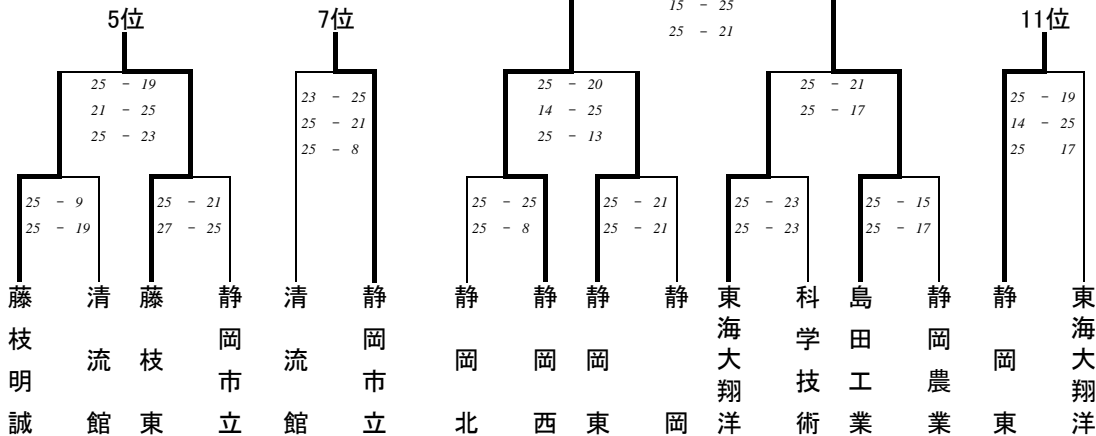 15 - 25
25 - 21
5位
7位
11位
25 - 19
21 - 25
25 - 23
23 - 25
25 - 21
25 - 8
25 - 20
14 - 25
25 - 13
25 - 21
25 - 17
25 - 19
14 - 25
25 17
25 - 9
25 - 19
25 - 21
27 - 25
25 - 25
25 - 8
25 - 21
25 - 21
25 - 23
25 - 23
25 - 15
25 - 17
藤枝明誠
清流館
藤枝東
静岡市立
清流館
静岡市立
静岡北
静岡西
静岡東
静岡
東海大翔洋
科学技術
島田工業
静岡農業
静岡東
東海大翔洋